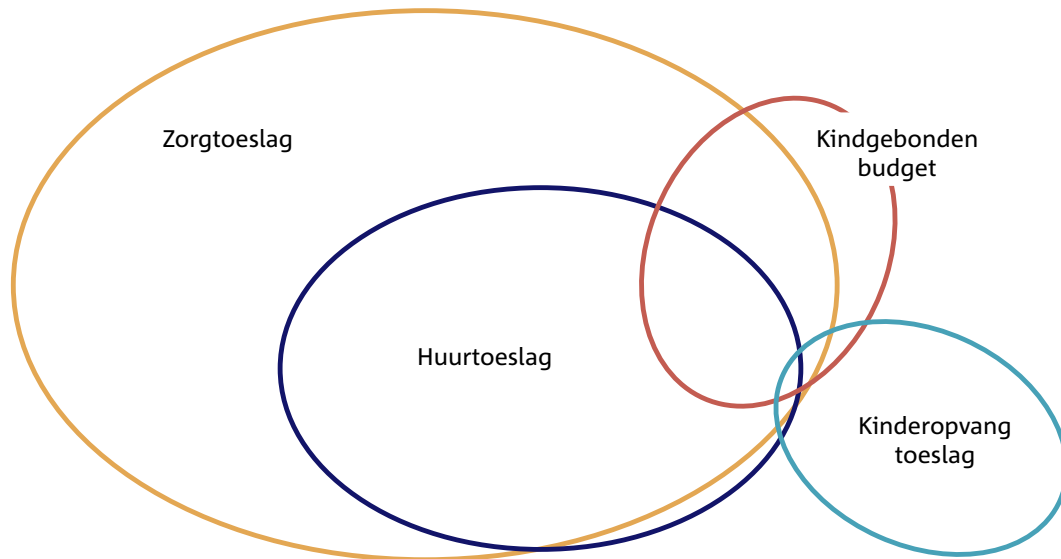 Zorgtoeslag
Kindgebonden
budget
Huurtoeslag
Kinderopvang
toeslag